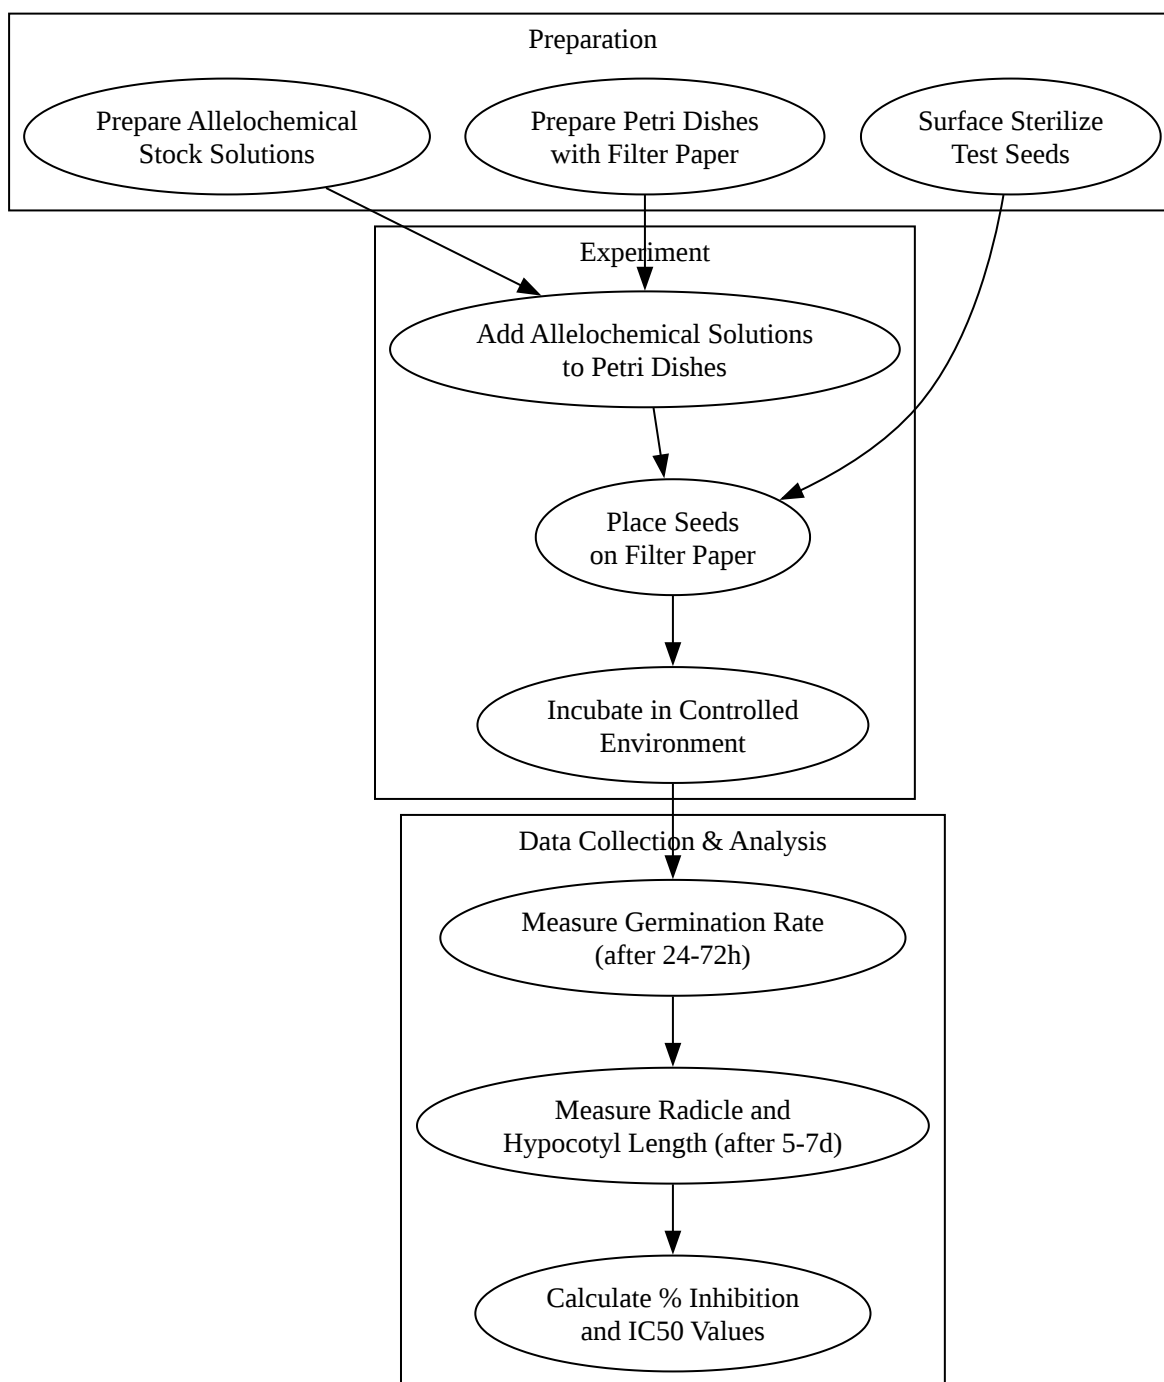 Preparation
Prepare Allelochemical
Stock Solutions
Prepare Petri Dishes
with Filter Paper
Surface Sterilize
Test Seeds
Experiment
Add Allelochemical Solutions
to Petri Dishes
Place Seeds
on Filter Paper
Incubate in Controlled
Environment
Data Collection & Analysis
Measure Germination Rate
(after 24-72h)
Measure Radicle and
Hypocotyl Length (after 5-7d)
Calculate % Inhibition
and IC50 Values